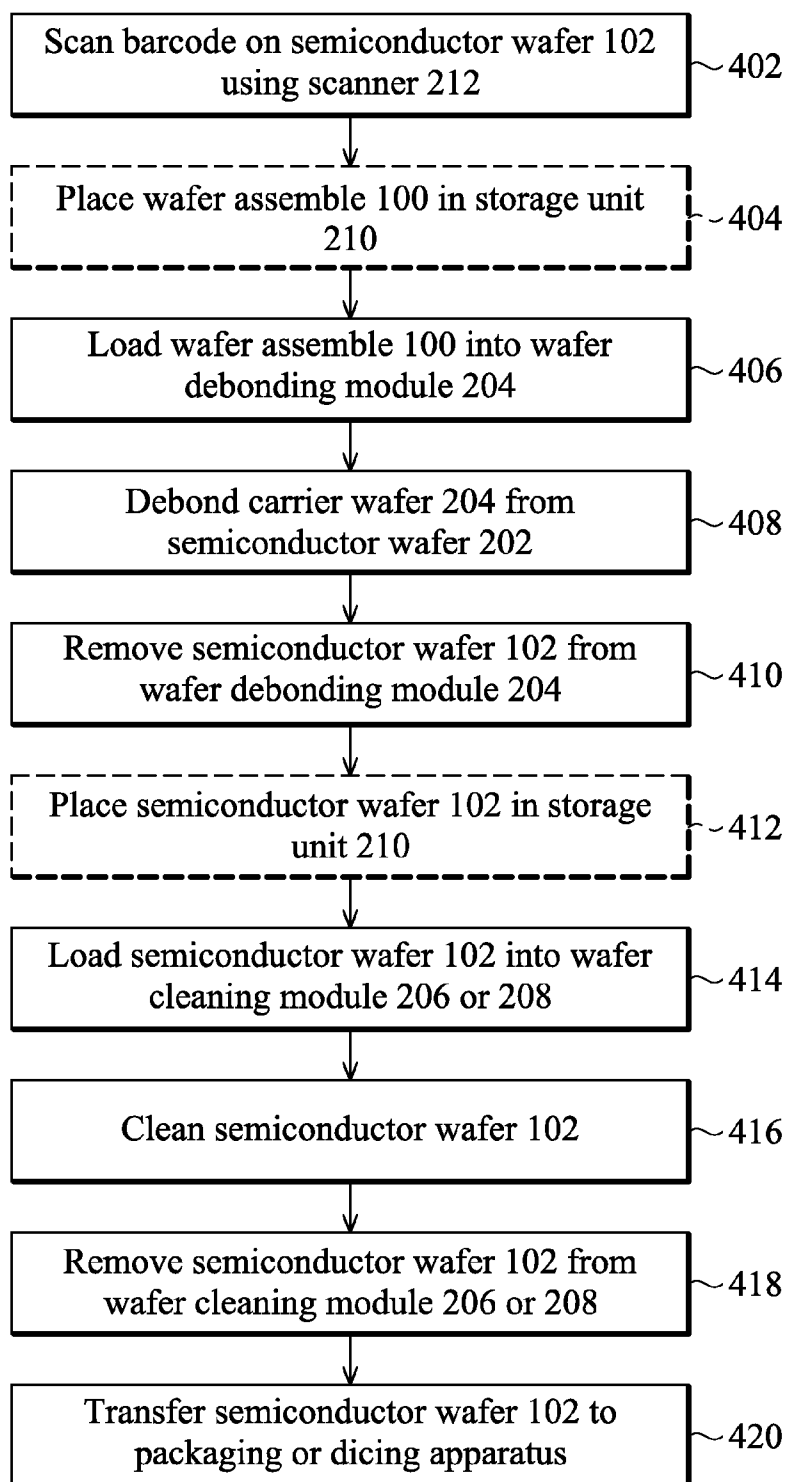 Scan barcode on semiconductor wafer 102
using scanner 212
402
Place wafer assemble 100 in storage unit
210
404
Load wafer assemble 100 into wafer
debonding module 204
406
Debond carrier wafer 204 from
semiconductor wafer 202
408
Remove semiconductor wafer 102 from
wafer debonding module 204
410
Place semiconductor wafer 102 in storage
unit 210
412
Load semiconductor wafer 102 into wafer
cleaning module 206 or 208
414
Clean semiconductor wafer 102
416
Remove semiconductor wafer 102 from
wafer cleaning module 206 or 208
418
Transfer semiconductor wafer 102 to
packaging or dicing apparatus
420